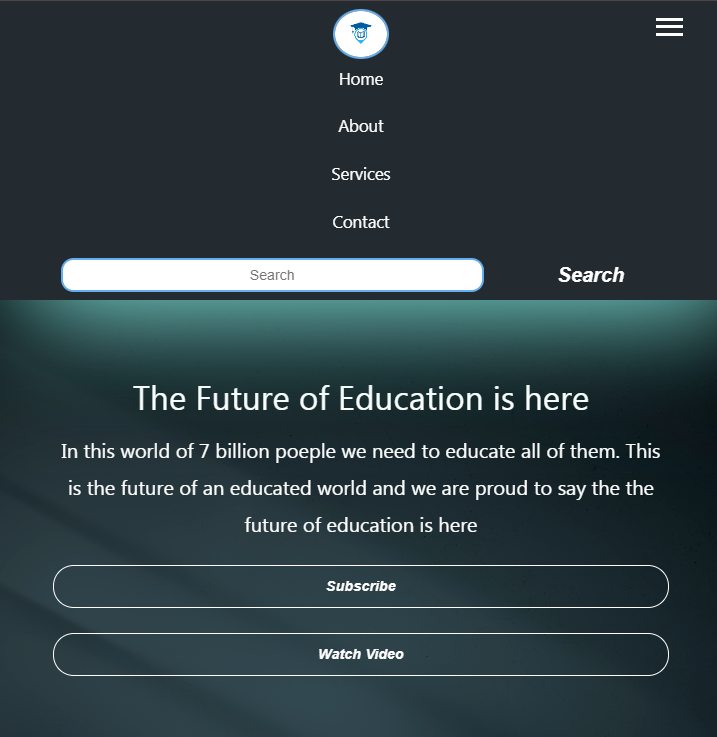 Home
About
Services
Contact
Search
Search
The Future of Education is here
In this world of 7 billion poeple we need to educate all of them. This
is the future of an educated world and we are proud to say the the
future of education is here
Subscribe
Watch Video